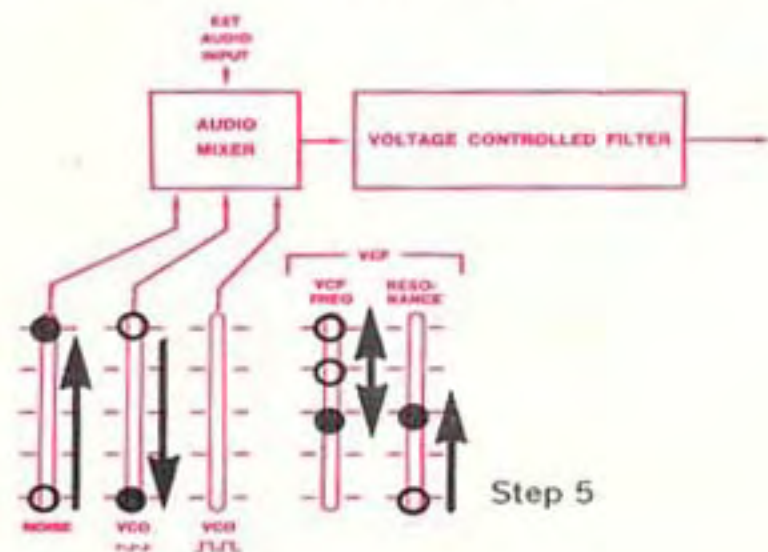 EXT
AUDIO
INPUT
AUDIO
MIXER
VOLTAGE CONTROLLED FILTER
VCF
VCF
FREQ
RESO-
NANCE
Step 5
NOISE
VCO
VCO